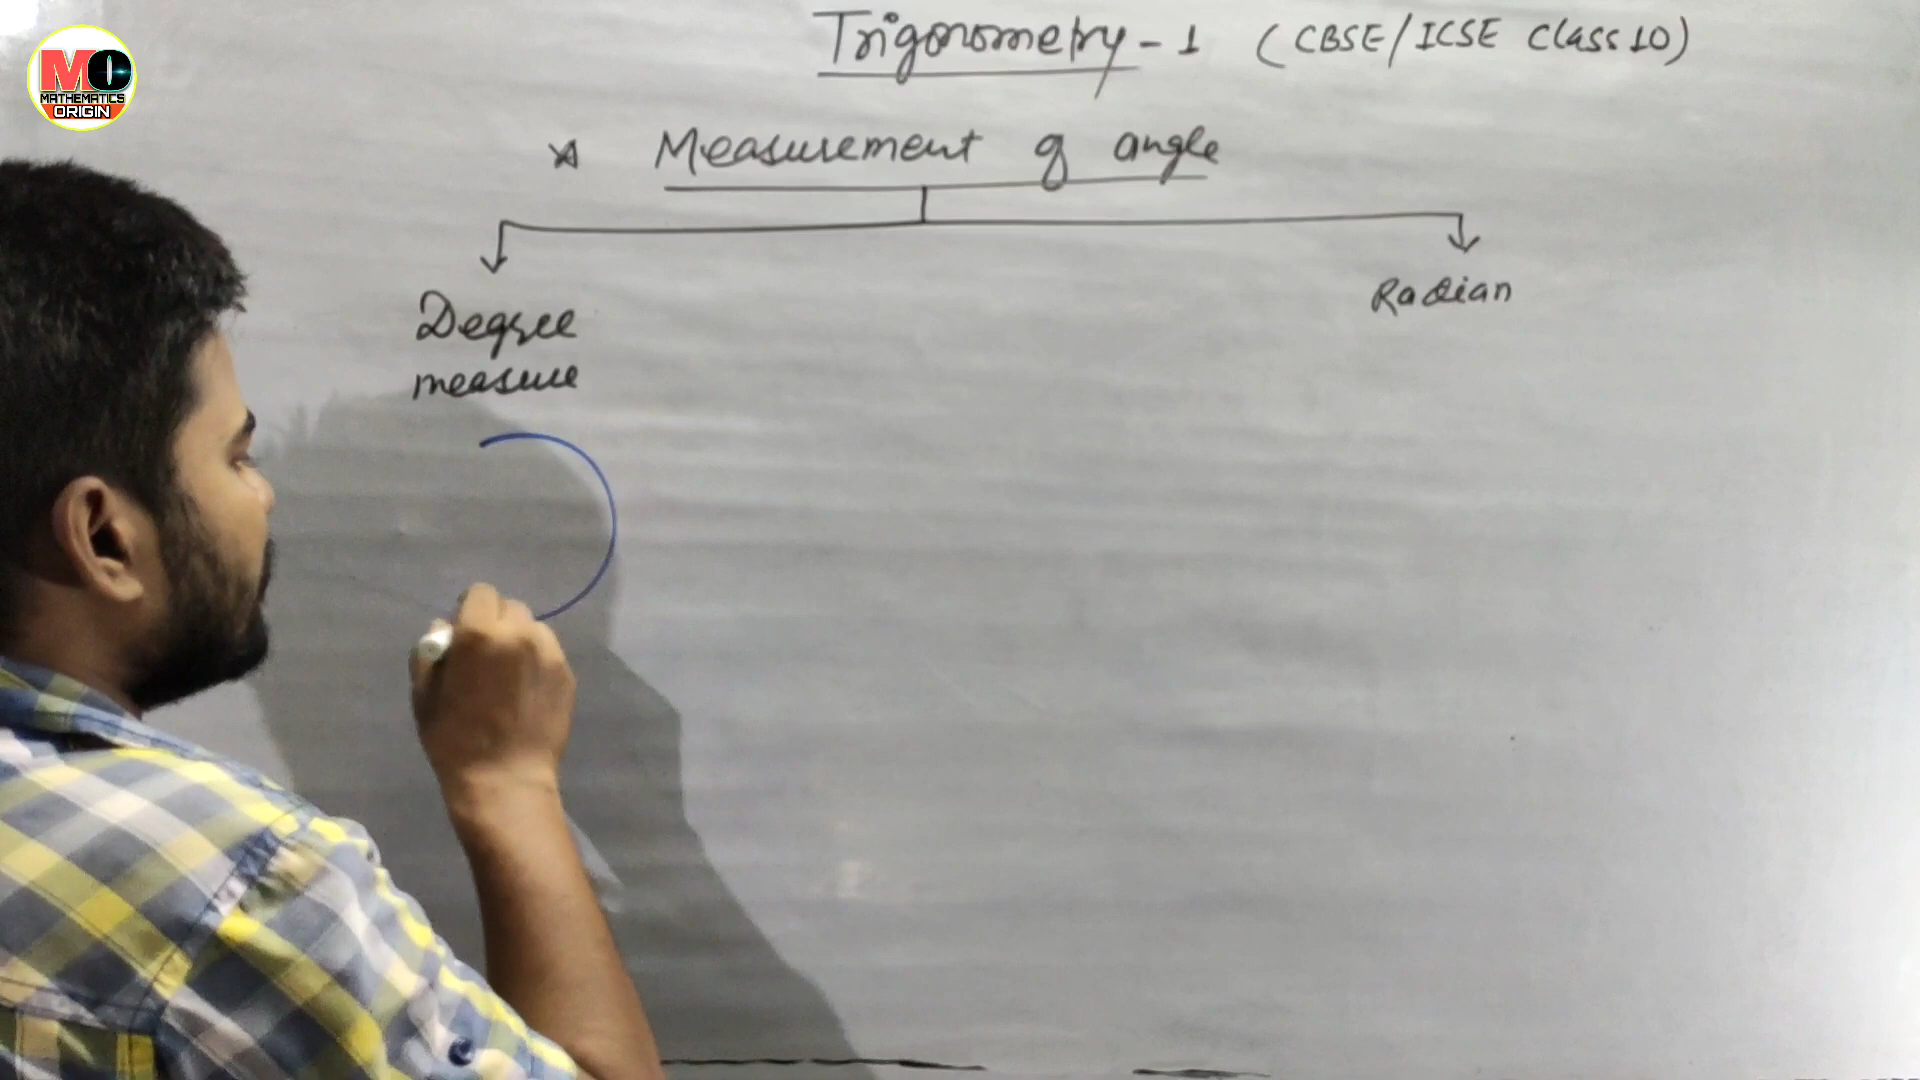 MO
MATHEMATICS
ORIGIN
Trigonometry - 1 (CBSE/ICSE Class 10)
Measurement of angle
Degree
measure
Radian